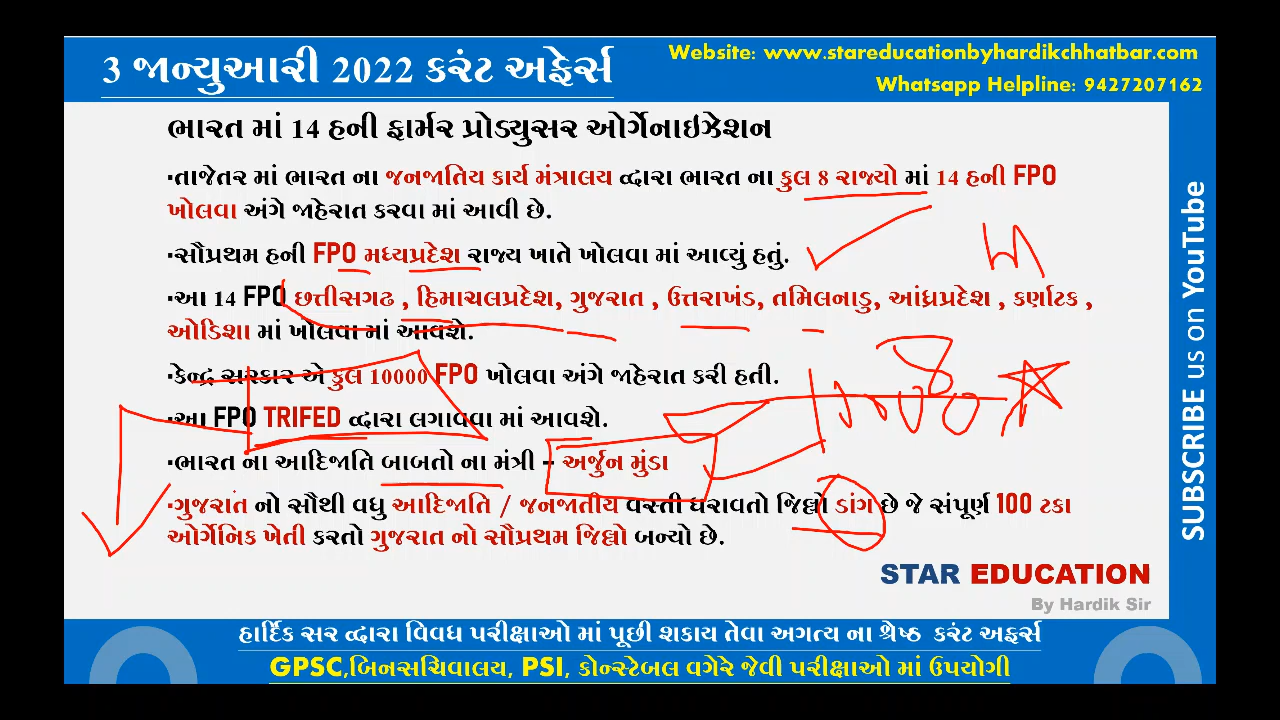 3 જાન્યુઆરી 2022 કરંટ અફેર્સ
Website: www.stareducationbyhardikchhatbar.com
Whatsapp Helpline: 9427207162
ભારત માં 14 હની ફાર્મર પ્રોડ્યુસર ઓર્ગેનાઇઝેશન
▪તાજેતર માં ભારત ના જનજાતિય કાર્ય મંત્રાલય દ્વારા ભારત ના કુલ 8 રાજ્યો માં 14 હની FPO
ખોલવા અંગે જાહેરાત કરવા માં આવી છે.
▪સૌપ્રથમ હની FPO મધ્યપ્રદેશ રાજ્ય ખાતે ખોલવા માં આવ્યું હતું.
▪આ 14 FPO છત્તીસગઢ , હિમાચલપ્રદેશ, ગુજરાત , ઉત્તરાખંડ, તમિલનાડુ, આંધ્રપ્રદેશ , કર્ણાટક ,
ઓડિશા માં ખોલવા માં આવશે.
▪કેન્દ્ર સરકાર એ કુલ 10000 FPO ખોલવા અંગે જાહેરાત કરી હતી.
▪આ FPO TRIFED દ્વારા લગાવવા માં આવશે.
▪ભારત ના આદિજાતિ બાબતો ના મંત્રી – અર્જુન મુંડા
▪ગુજરાત નો સૌથી વધુ આદિજાતિ / જનજાતીય વસ્તી ધરાવતો જિલ્લો ડાંગ છે જે સંપૂર્ણ 100 ટકા
ઓર્ગેનિક ખેતી કરતો ગુજરાત નો સૌપ્રથમ જિલ્લો બન્યો છે.
8
STAR EDUCATION
By Hardik Sir
SUBSCRIBE us on YouTube
હાર્દિક સર દ્વારા વિવધ પરીક્ષાઓ માં પૂછી શકાય તેવા અગત્ય ના શ્રેષ્ઠ કરંટ અફર્સ
GPSC,બિનસચિવાલય, PSI, કોન્સ્ટેબલ વગેરે જેવી પરીક્ષાઓ માં ઉપયોગી